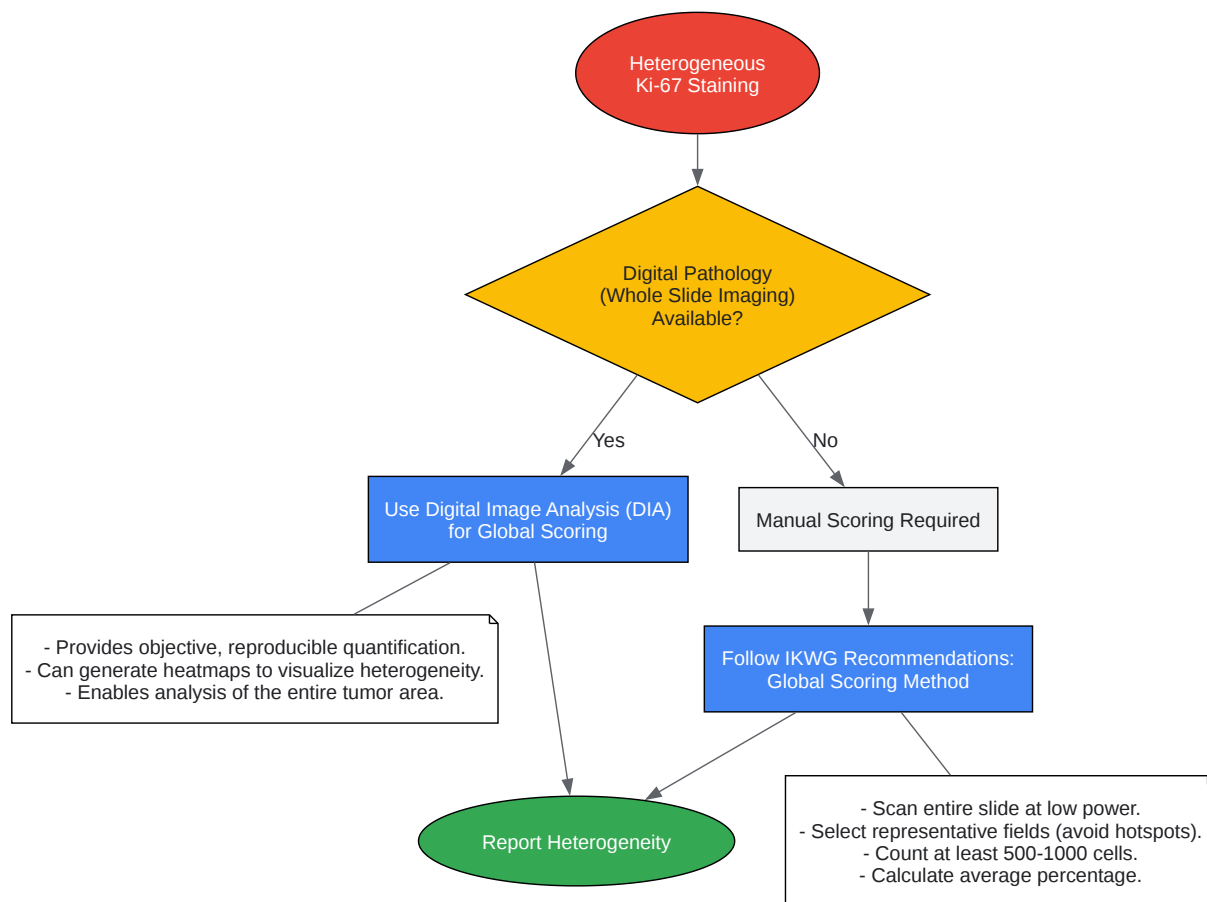 Heterogeneous
Ki-67 Staining
Digital Pathology
(Whole Slide Imaging)
Available?
Yes
No
Use Digital Image Analysis (DIA)
for Global Scoring
Manual Scoring Required
- Provides objective, reproducible quantification.
- Can generate heatmaps to visualize heterogeneity.
- Enables analysis of the entire tumor area.
Follow IKWG Recommendations:
Global Scoring Method
Report Heterogeneity
- Scan entire slide at low power.
- Select representative fields (avoid hotspots).
- Count at least 500-1000 cells.
- Calculate average percentage.